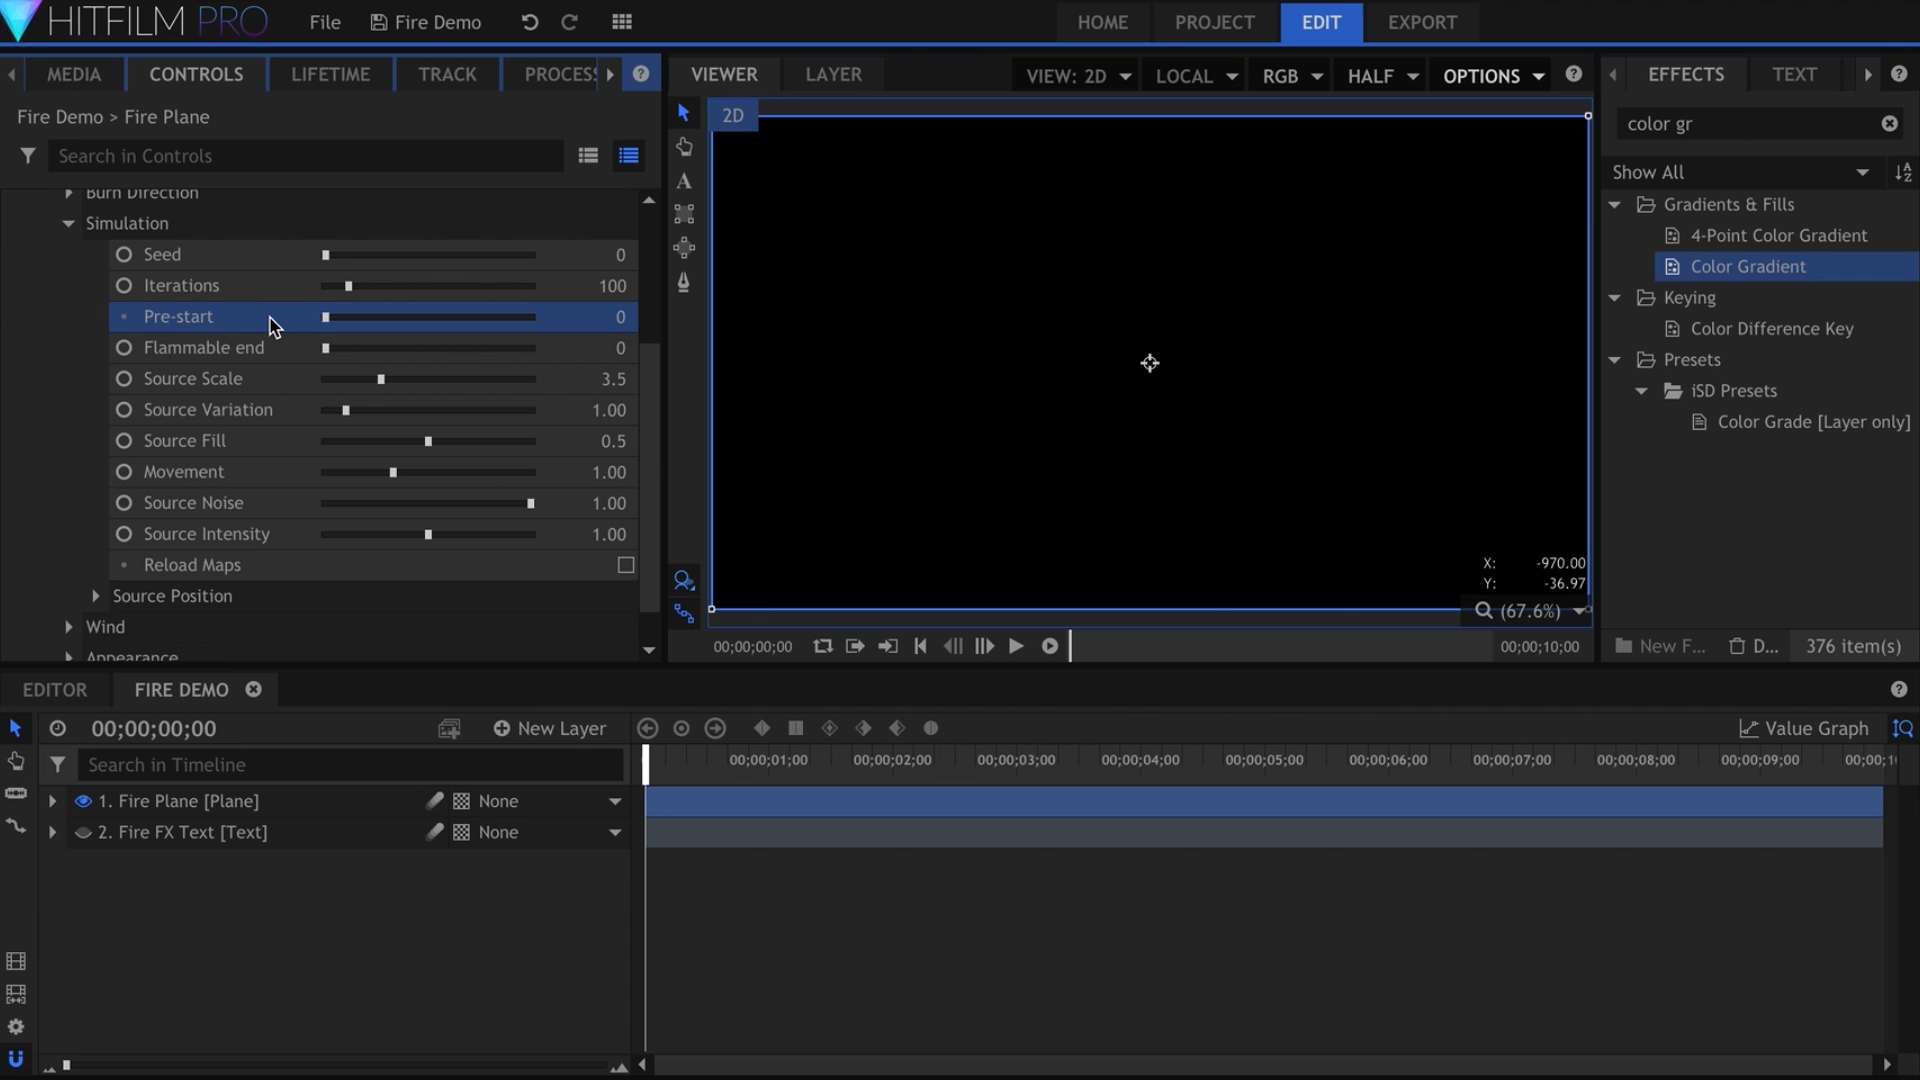 HITFILM PRO
File
Fire Demo
HOME
PROJECT
EDIT
EXPORT
MEDIA
CONTROLS
LIFETIME
TRACK
PROCESS
VIEWER
LAYER
VIEW: 2D
LOCAL
RGB
HALF
OPTIONS
EFFECTS
TEXT
Fire Demo > Fire Plane
Search in Controls
Burn Direction
Simulation
Seed 0
Iterations 100
Pre-start 0
Flammable end 0
Source Scale 3.5
Source Variation 1.00
Source Fill 0.5
Movement 1.00
Source Noise 1.00
Source Intensity 1.00
Reload Maps
Source Position
Wind
Appearance
2D
A
X: -970.00
Y: -36.97
(67.6%)
00;00;00;00
00;00;10;00
color gr
Show All
Gradients & Fills
4-Point Color Gradient
Color Gradient
Keying
Color Difference Key
Presets
iSD Presets
Color Grade [Layer only]
New F...
D...
376 item(s)
EDITOR
FIRE DEMO
00;00;00;00
New Layer
Value Graph
Search in Timeline
00;00;01;00
00;00;02;00
00;00;03;00
00;00;04;00
00;00;05;00
00;00;06;00
00;00;07;00
00;00;08;00
00;00;09;00
00;00;1
1. Fire Plane [Plane]
None
2. Fire FX Text [Text]
None